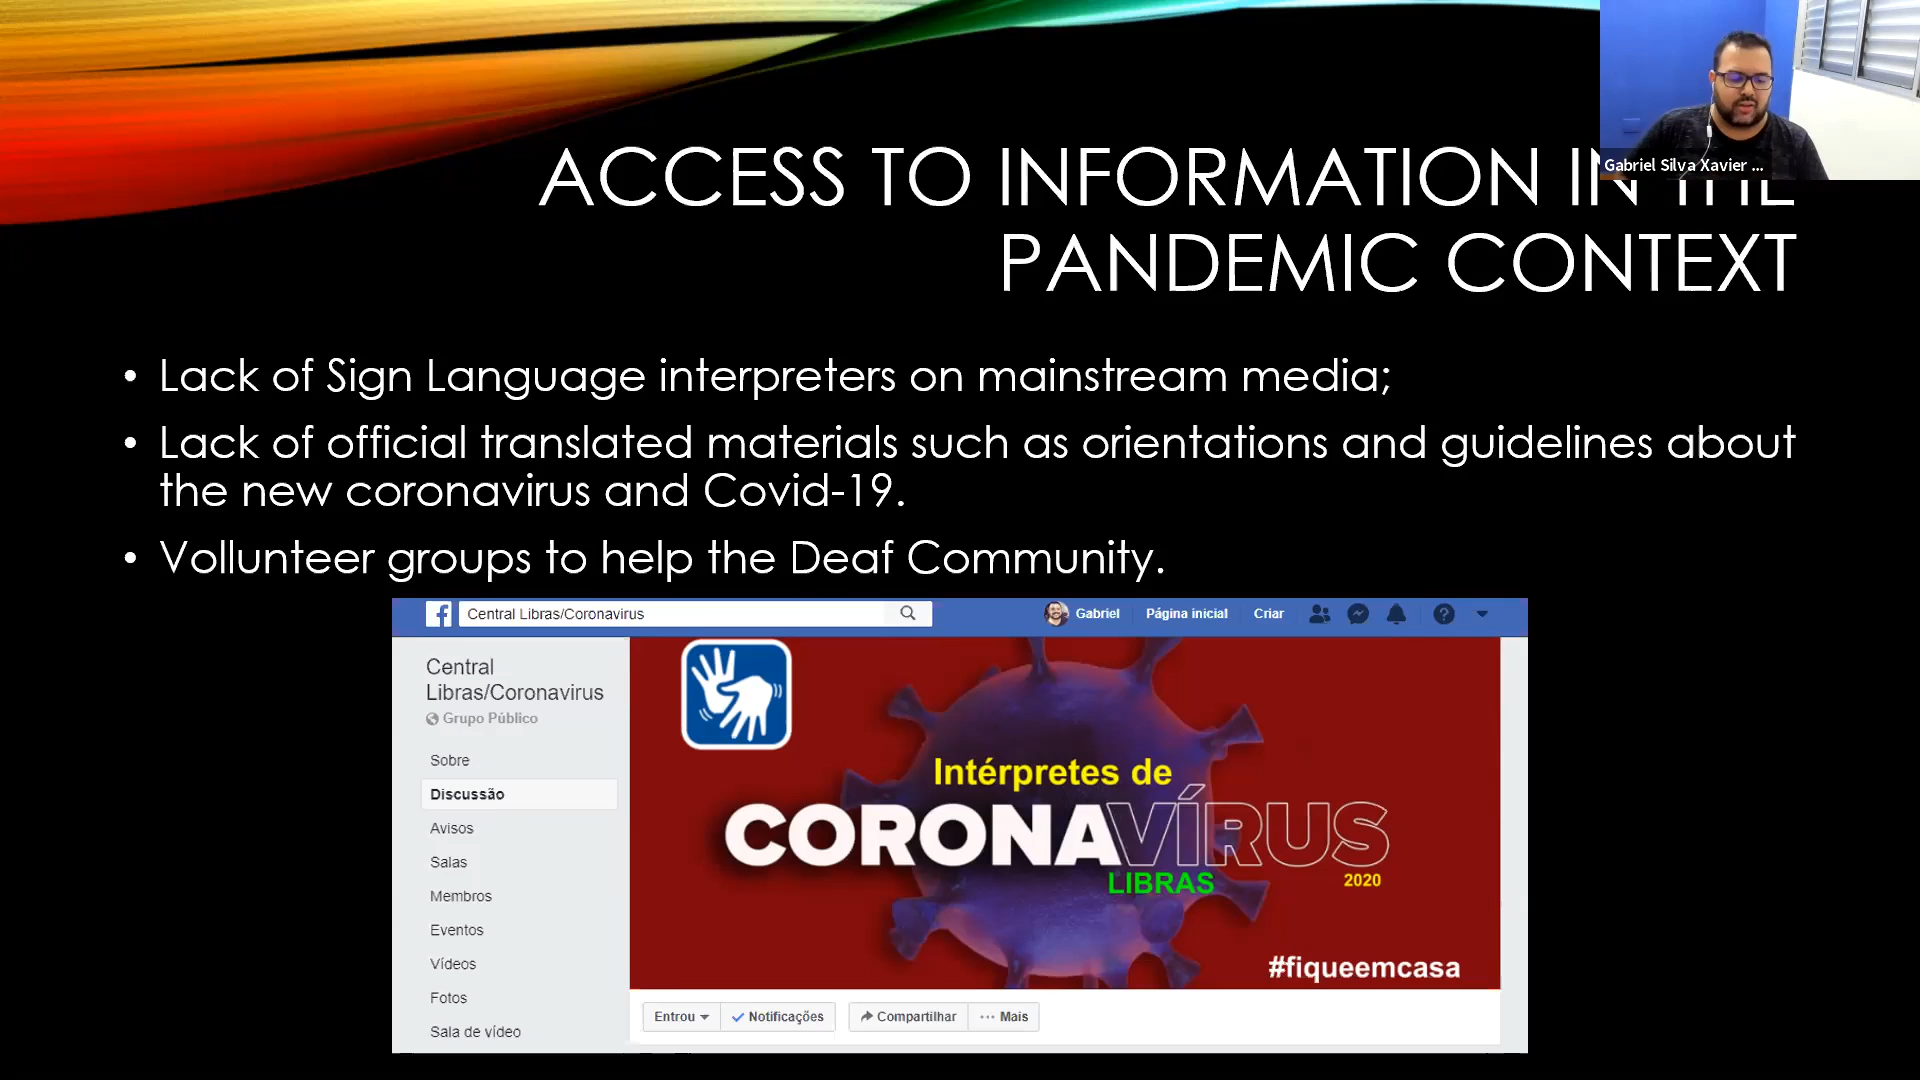 ACCESS TO INFORMATION IN THE
PANDEMIC CONTEXT
Gabriel Silva Xavier ...
• Lack of Sign Language interpreters on mainstream media;
• Lack of official translated materials such as orientations and guidelines about
the new coronavirus and Covid-19.
• Vollunteer groups to help the Deaf Community.
Central Libras/Coronavirus
Gabriel
Página inicial
Criar
Central
Libras/Coronavirus
Grupo Público
Sobre
Discussão
Avisos
Salas
Membros
Eventos
Vídeos
Fotos
Sala de vídeo
Intérpretes de
CORONAVÍRUS
LIBRAS
2020
#fiqueemcasa
Entrou
Notificações
Compartilhar
Mais